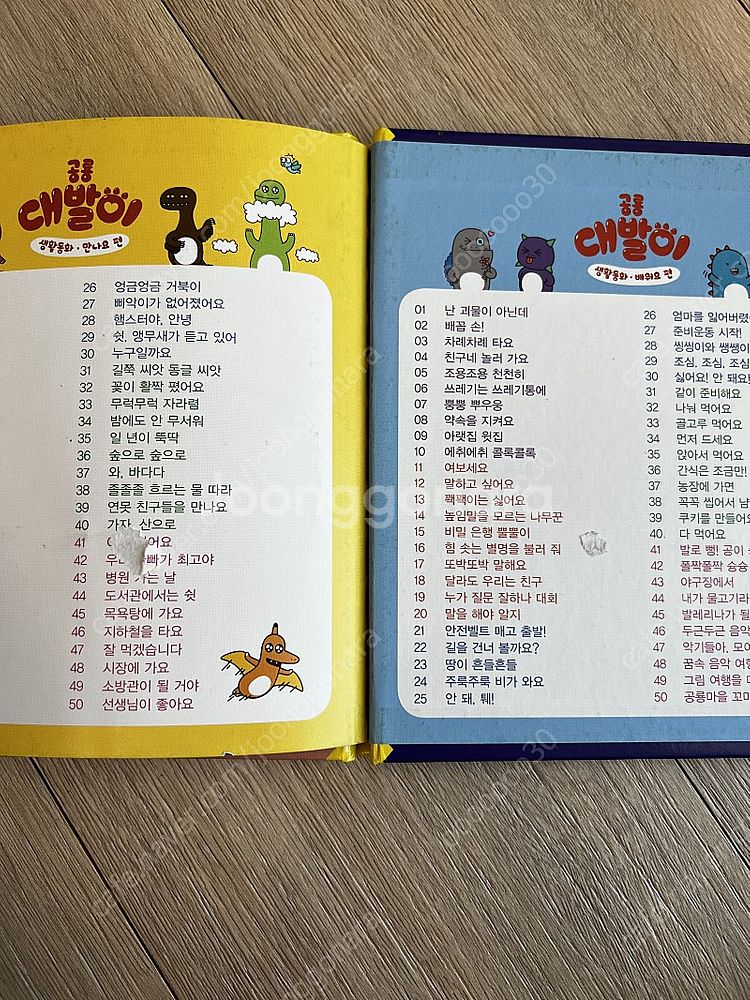 공룡
대발이
생활동화·만나요 편
26 엉금엉금 거북이
27 삐악이가 없어졌어요
28 햄스터야, 안녕
29 쉿, 앵무새가 듣고 있어
30 누구일까요
31 길쭉 씨앗 동글 씨앗
32 꽃이 활짝 폈어요
33 무럭무럭 자라렴
34 밤에도 안 무서워
35 일 년이 뚝딱
36 숲으로 숲으로
37 와, 바다다
38 졸졸졸 흐르는 물 따라
39 연못 친구들을 만나요
40 가자, 산으로
41
42 최고야
43 병원 가는 날
44 도서관에서는 쉿
45 목욕탕에 가요
46 지하철을 타요
47 잘 먹겠습니다
48 시장에 가요
49 소방관이 될 거야
50 선생님이 좋아요
공룡
대발이
생활동화·배워요 편
01 난 괴물이 아닌데
02 배꼽 손!
03 차례차례 타요
04 친구네 놀러 가요
05 조용조용 천천히
06 쓰레기는 쓰레기통에
07 뽕뽕 뿌우웅
08 약속을 지켜요
09 아랫집 윗집
10 에취에취 콜록콜록
11 여보세요
12 말하고 싶어요
13 꽥꽥이는 싫어요
14 높임말을 모르는 나무꾼
15 비밀 은행 뿔뿔이
16 힘 솟는 별명을 불러 줘
17 또박또박 말해요
18 달라도 우리는 친구
19 누가 질문 잘하나 대회
20 말을 해야 알지
21 안전벨트 매고 출발!
22 길을 건너 볼까요?
23 땅이 흔들흔들
24 주룩주룩 비가 와요
25 안 돼, 퉤!
26 엄마를 잃어버렸
27 준비운동 시작!
28 씽씽이와 쌩쌩이
29 조심, 조심, 조심
30 싫어요! 안 돼요!
31 같이 준비해요
32 나눠 먹어요
33 골고루 먹어요
34 먼저 드세요
35 앉아서 먹어요
36 간식은 조금만!
37 농장에 가면
38 꼭꼭 씹어서 냠
39 쿠키를 만들어요
40 다 먹어요
41 발로 뻥! 공이 슝
42 폴짝폴짝 슝슝
43 야구장에서
44 내가 물고기라
45 발레리나가 될
46 두근두근 음악
47 악기들아, 모여
48 꿈속 음악 여행
49 그림 여행을 떠
50 공룡마을 꼬마